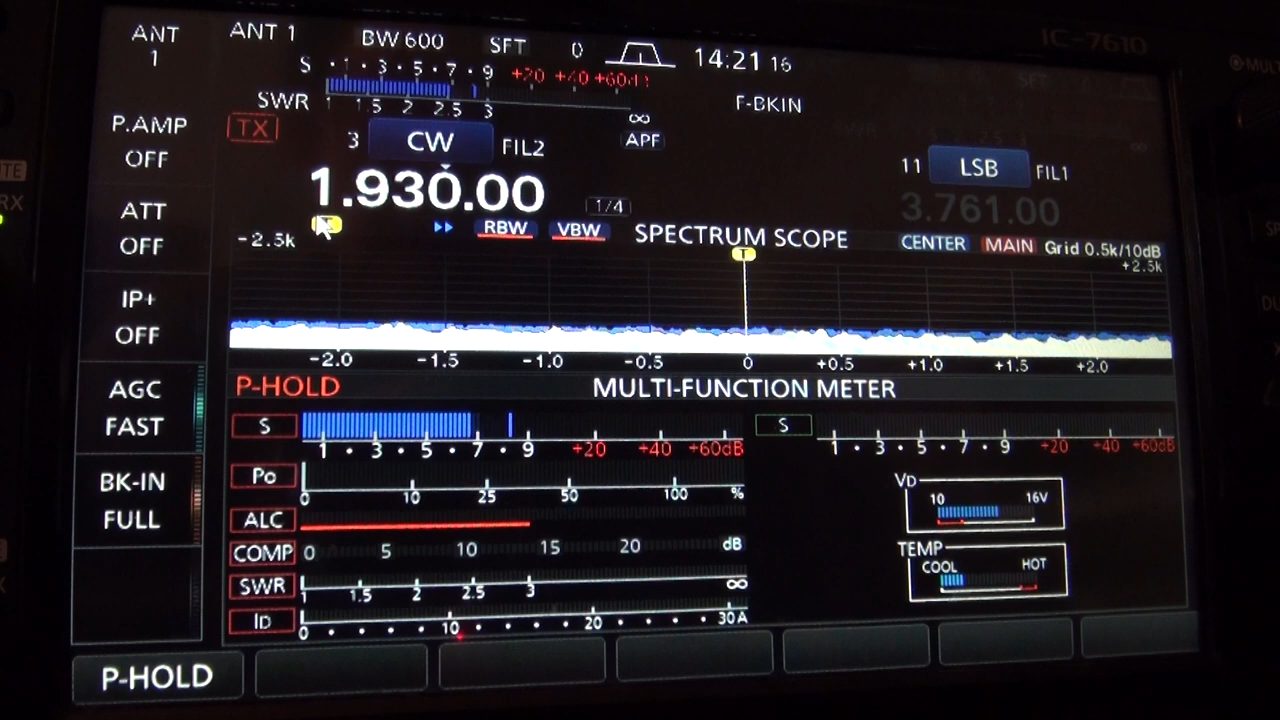 IC-7610
ANT 1
ANT 1 BW 600 SFT 0 14:21 16
S 1 · 3 · 5 · 7 · 9 +20 +40 +60dB
SWR 1 1.5 2 2.5 3 ∞ F-BKIN
P.AMP OFF
TX 3 CW FIL2 APF
11 LSB FIL1
1.930.00 1/4
3.761.00
ATT OFF
-2.5k RBW VBW SPECTRUM SCOPE CENTER MAIN Grid 0.5k/10dB
+2.5k
T
IP+ OFF
-2.0 -1.5 -1.0 -0.5 0 +0.5 +1.0 +1.5 +2.0
P-HOLD MULTI-FUNCTION METER
AGC FAST
S 1 · 3 · 5 · 7 · 9 +20 +40 +60dB
S 1 · 3 · 5 · 7 · 9 +20 +40 +60dB
Po 0 10 25 50 100 %
VD 10 16V
BK-IN FULL
ALC
COMP 0 5 10 15 20 dB
TEMP COOL HOT
SWR 1 1.5 2 2.5 3 ∞
ID 0 10 20 30A
P-HOLD